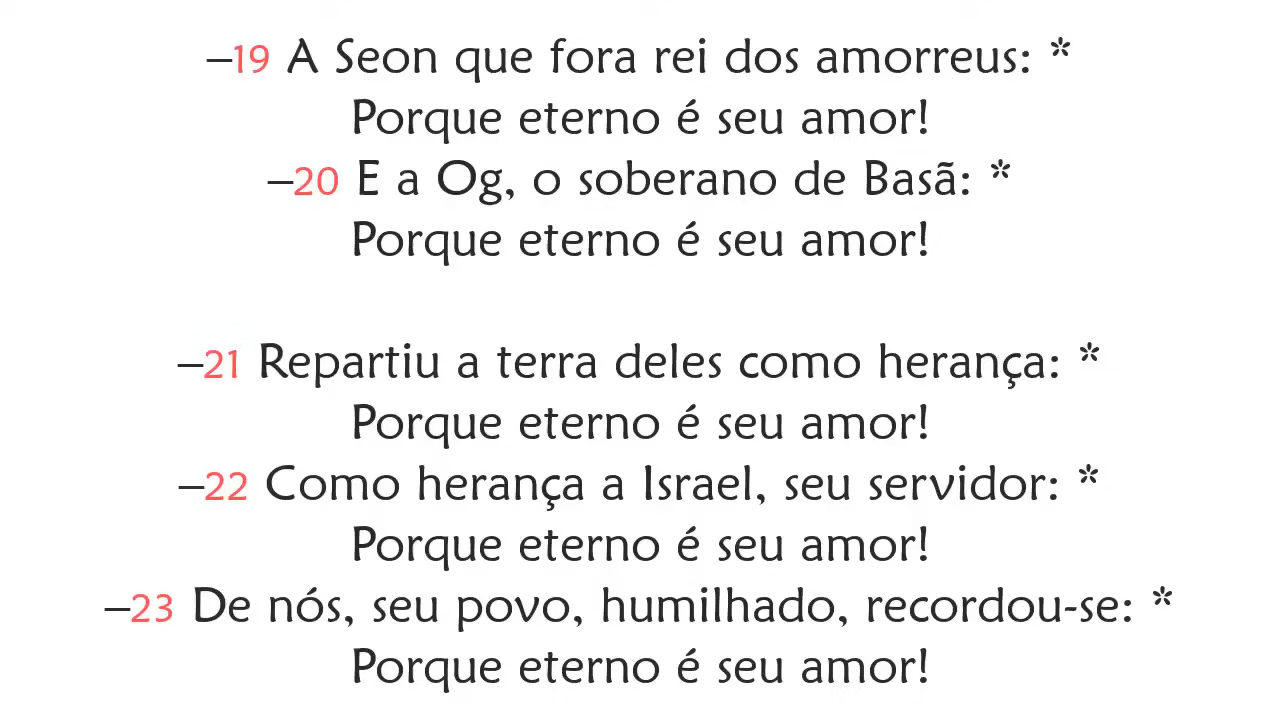 –19 A Seon que fora rei dos amorreus: *
Porque eterno é seu amor!
–20 E a Og, o soberano de Basã: *
Porque eterno é seu amor!
–21 Repartiu a terra deles como herança: *
Porque eterno é seu amor!
–22 Como herança a Israel, seu servidor: *
Porque eterno é seu amor!
–23 De nós, seu povo, humilhado, recordou-se: *
Porque eterno é seu amor!